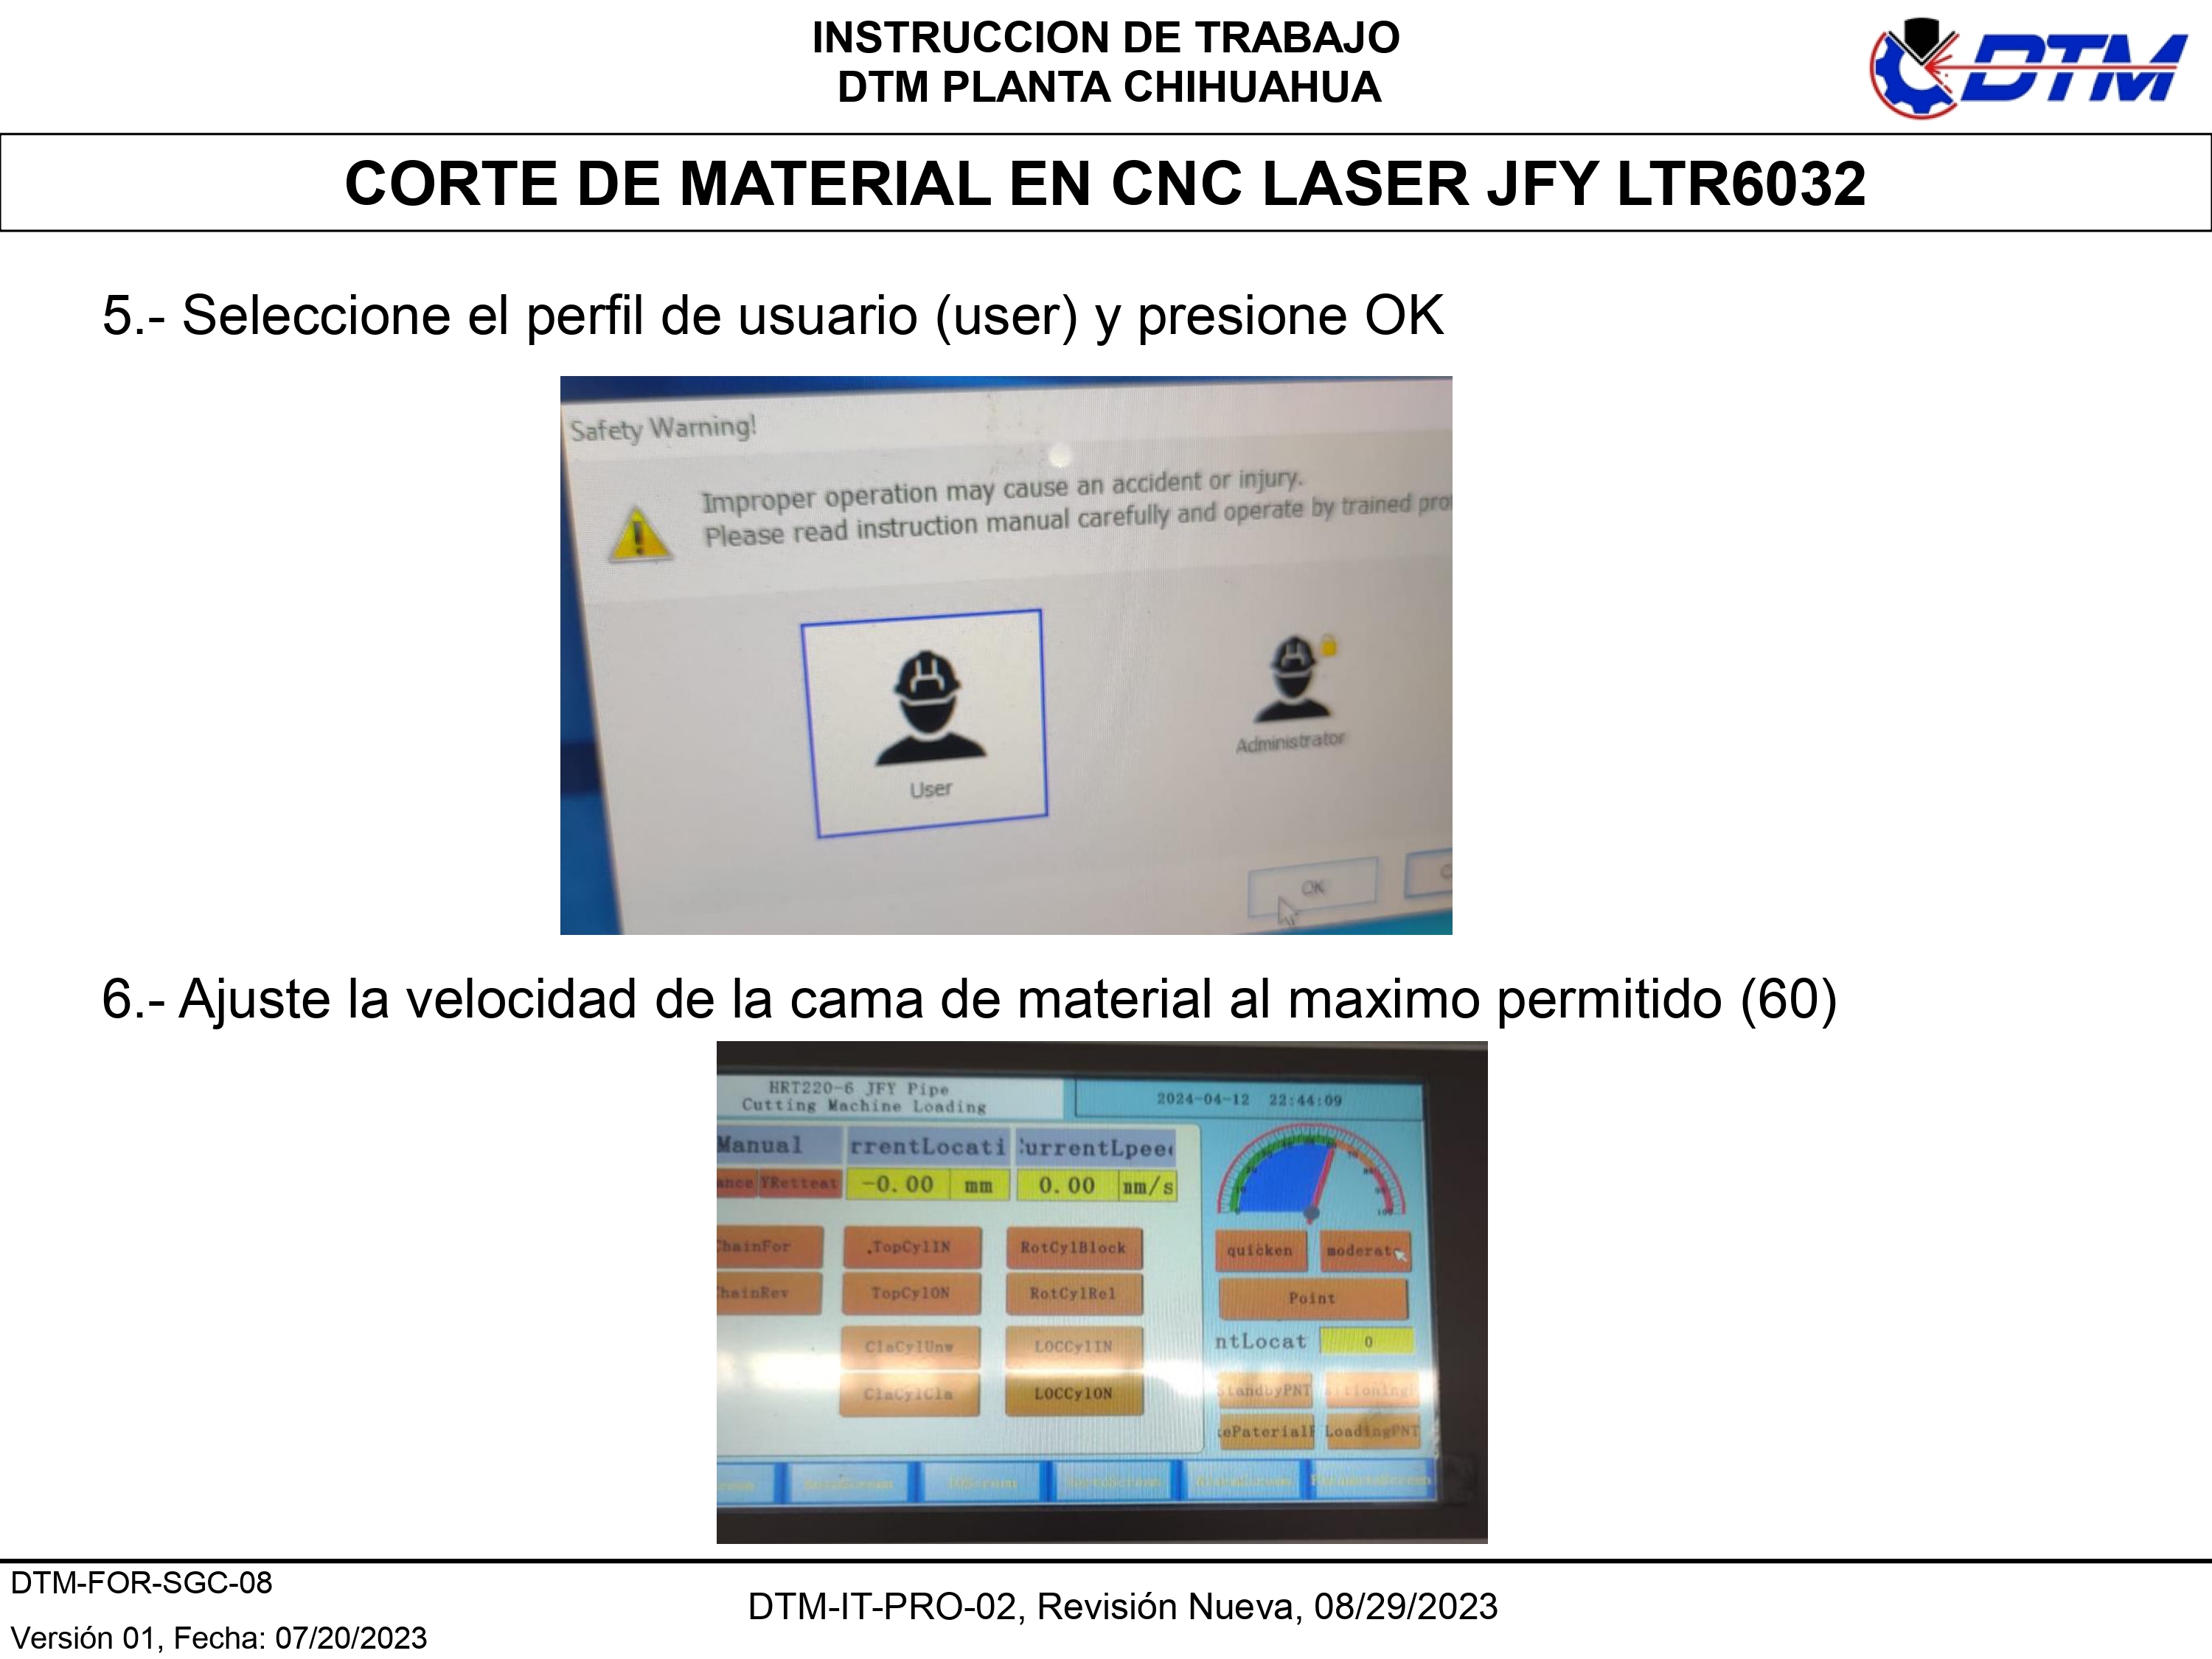 INSTRUCCION DE TRABAJO
DTM PLANTA CHIHUAHUA
DTM
CORTE DE MATERIAL EN CNC LASER JFY LTR6032
5.- Seleccione el perfil de usuario (user) y presione OK
Safety Warning!
Improper operation may cause an accident or injury.
Please read instruction manual carefully and operate by trained pro
User
Administrator
OK
C
6.- Ajuste la velocidad de la cama de material al maximo permitido (60)
HRT220-6 JFY Pipe
Cutting Machine Loading
2024-04-12 22:44:09
Manual rrentLocati urrentLpee
ance YRetteat -0.00 mm 0.00 mm/s
hainFor .TopCylIN RotCylBlock quicken moderat
hainRev TopCylON RotCylRel Point
ClaCylUnw LOCCylIN ntLocat 0
ClaCylCla LOCCylON StandbyPNT
ePaterialP LoadingPNT
DTM-FOR-SGC-08
DTM-IT-PRO-02, Revisión Nueva, 08/29/2023
Versión 01, Fecha: 07/20/2023